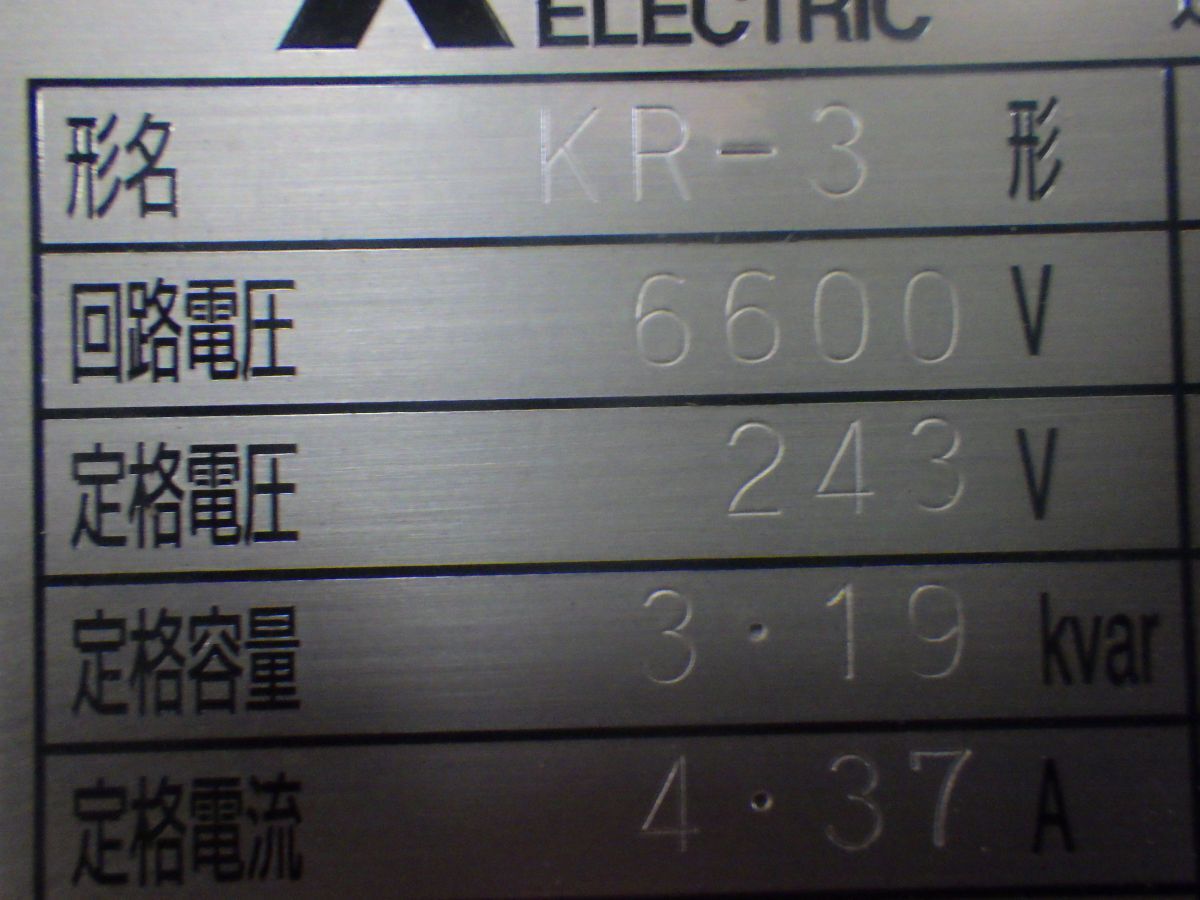 ELECTRIC
形名 KR-3 形
回路電圧 6600 V
定格電圧 243 V
定格容量 3.19 kvar
定格電流 4.37 A